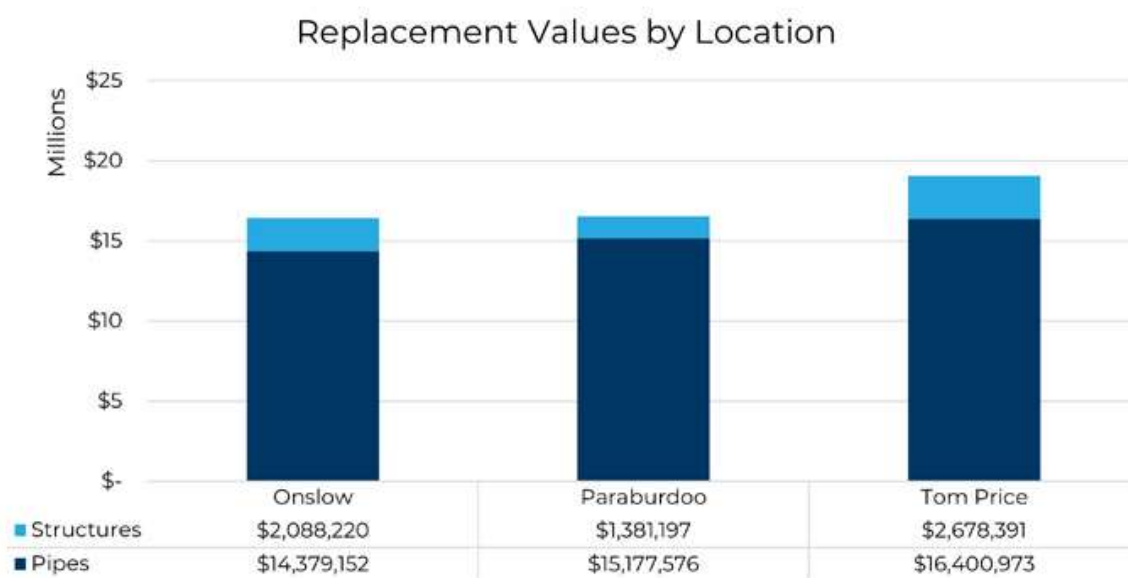 Replacement Values by Location
Millions
$25
$20
$15
$10
$5
$-
Onslow Paraburdoo Tom Price
Structures $2,088,220 $1,381,197 $2,678,391
Pipes $14,379,152 $15,177,576 $16,400,973